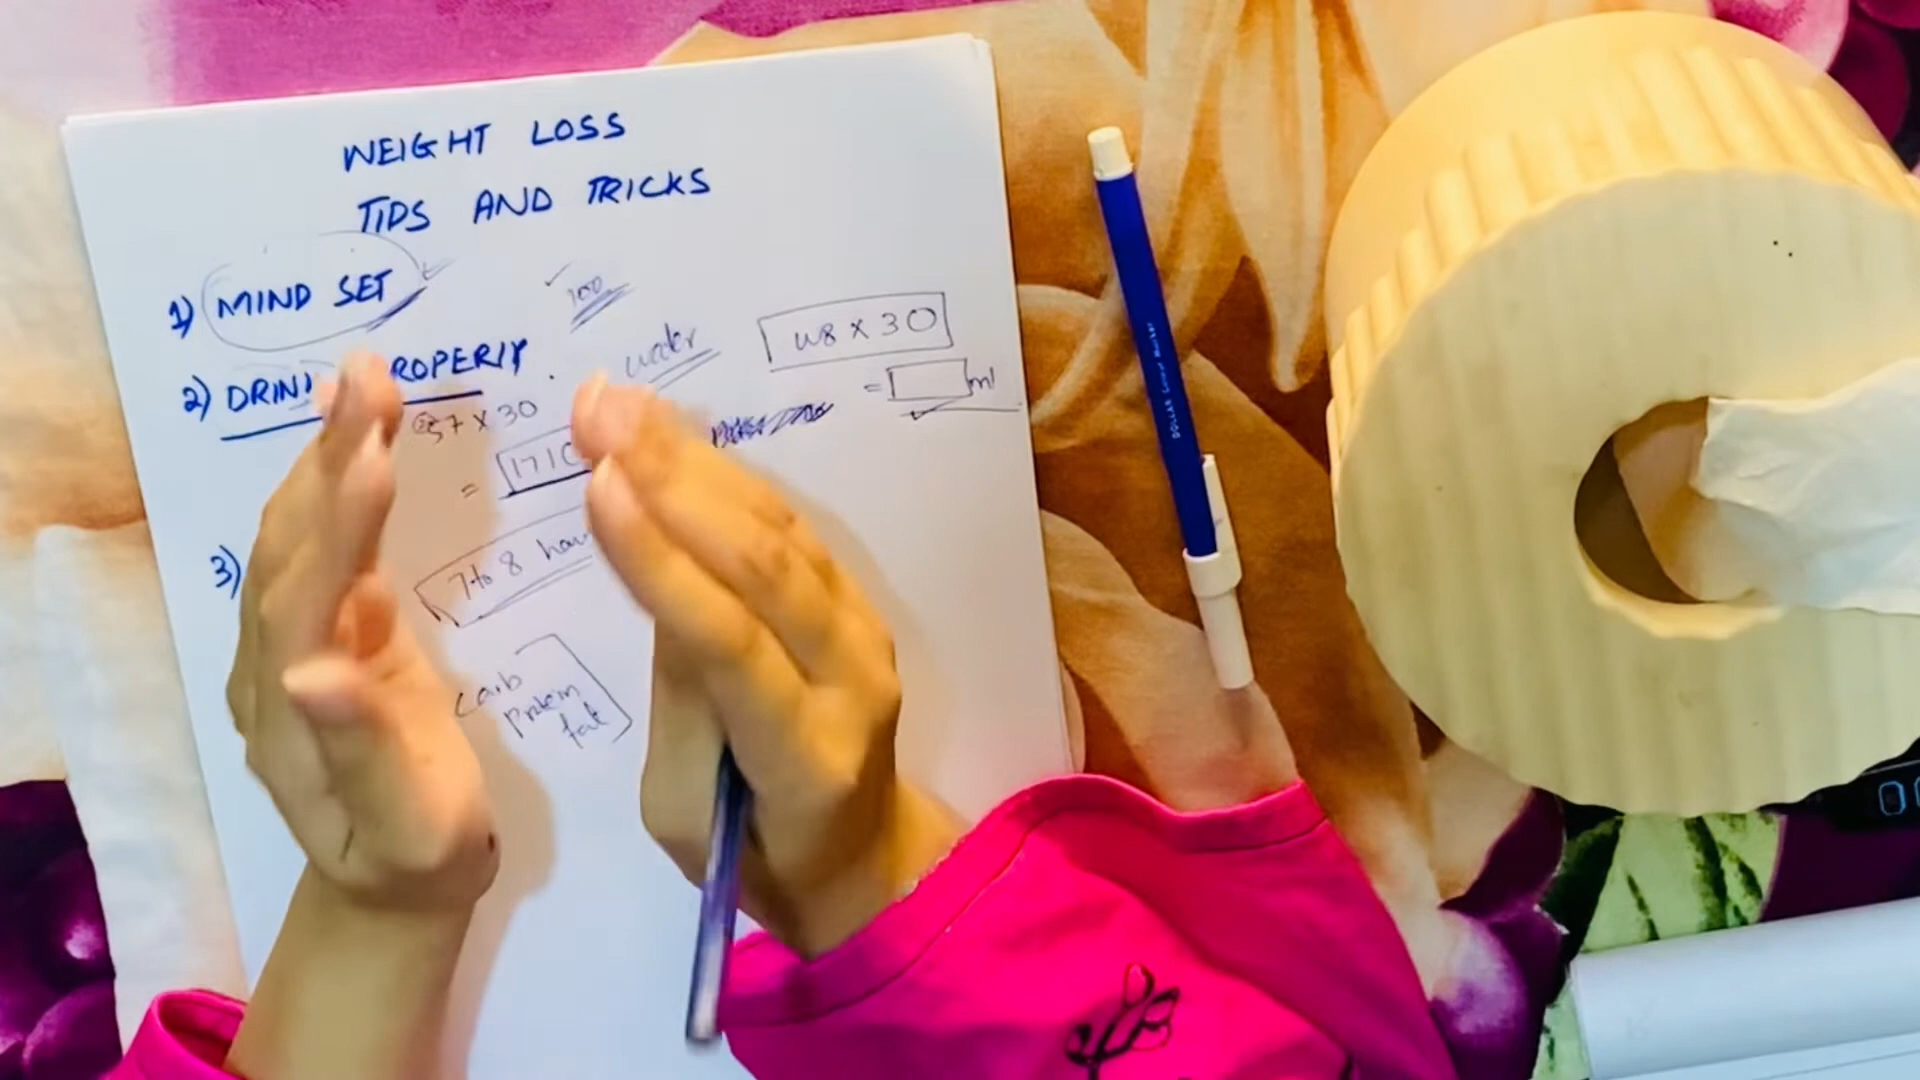 WEIGHT LOSS
TIPS AND TRICKS
1) MIND SET
2) DRIN ROPERLY
water
W8 X 30
= ml
57 X 30
= 1710
3)
7 to 8 hou
carb
protein
fat
DOLLAR